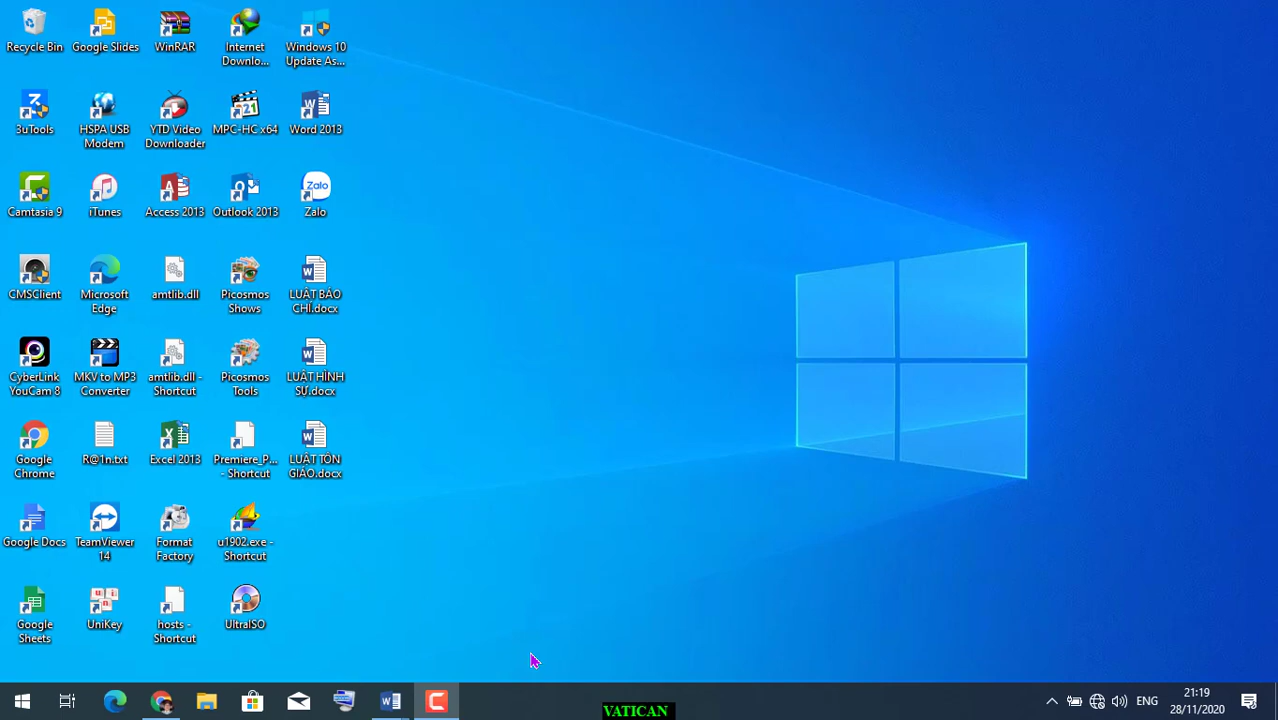 Recycle Bin
Google Slides
WinRAR
Internet
Downlo...
Windows 10
Update As...
3uTools
HSPA USB
Modem
YTD Video
Downloader
MPC-HC x64
Word 2013
Camtasia 9
iTunes
Access 2013
Outlook 2013
Zalo
Zalo
CMSClient
Microsoft
Edge
amtlib.dll
Picosmos
Shows
LUẬT BÁO
CHÍ.docx
CyberLink
YouCam 8
MKV to MP3
Converter
amtlib.dll -
Shortcut
Picosmos
Tools
LUẬT HÌNH
SỰ.docx
Google
Chrome
R@1n.txt
Excel 2013
Premiere_P...
- Shortcut
LUẬT TÔN
GIÁO.docx
Google Docs
TeamViewer
14
Format
Factory
u1902.exe -
Shortcut
Google
Sheets
UniKey
hosts -
Shortcut
UltraISO
VATICAN
ENG
21:19
28/11/2020